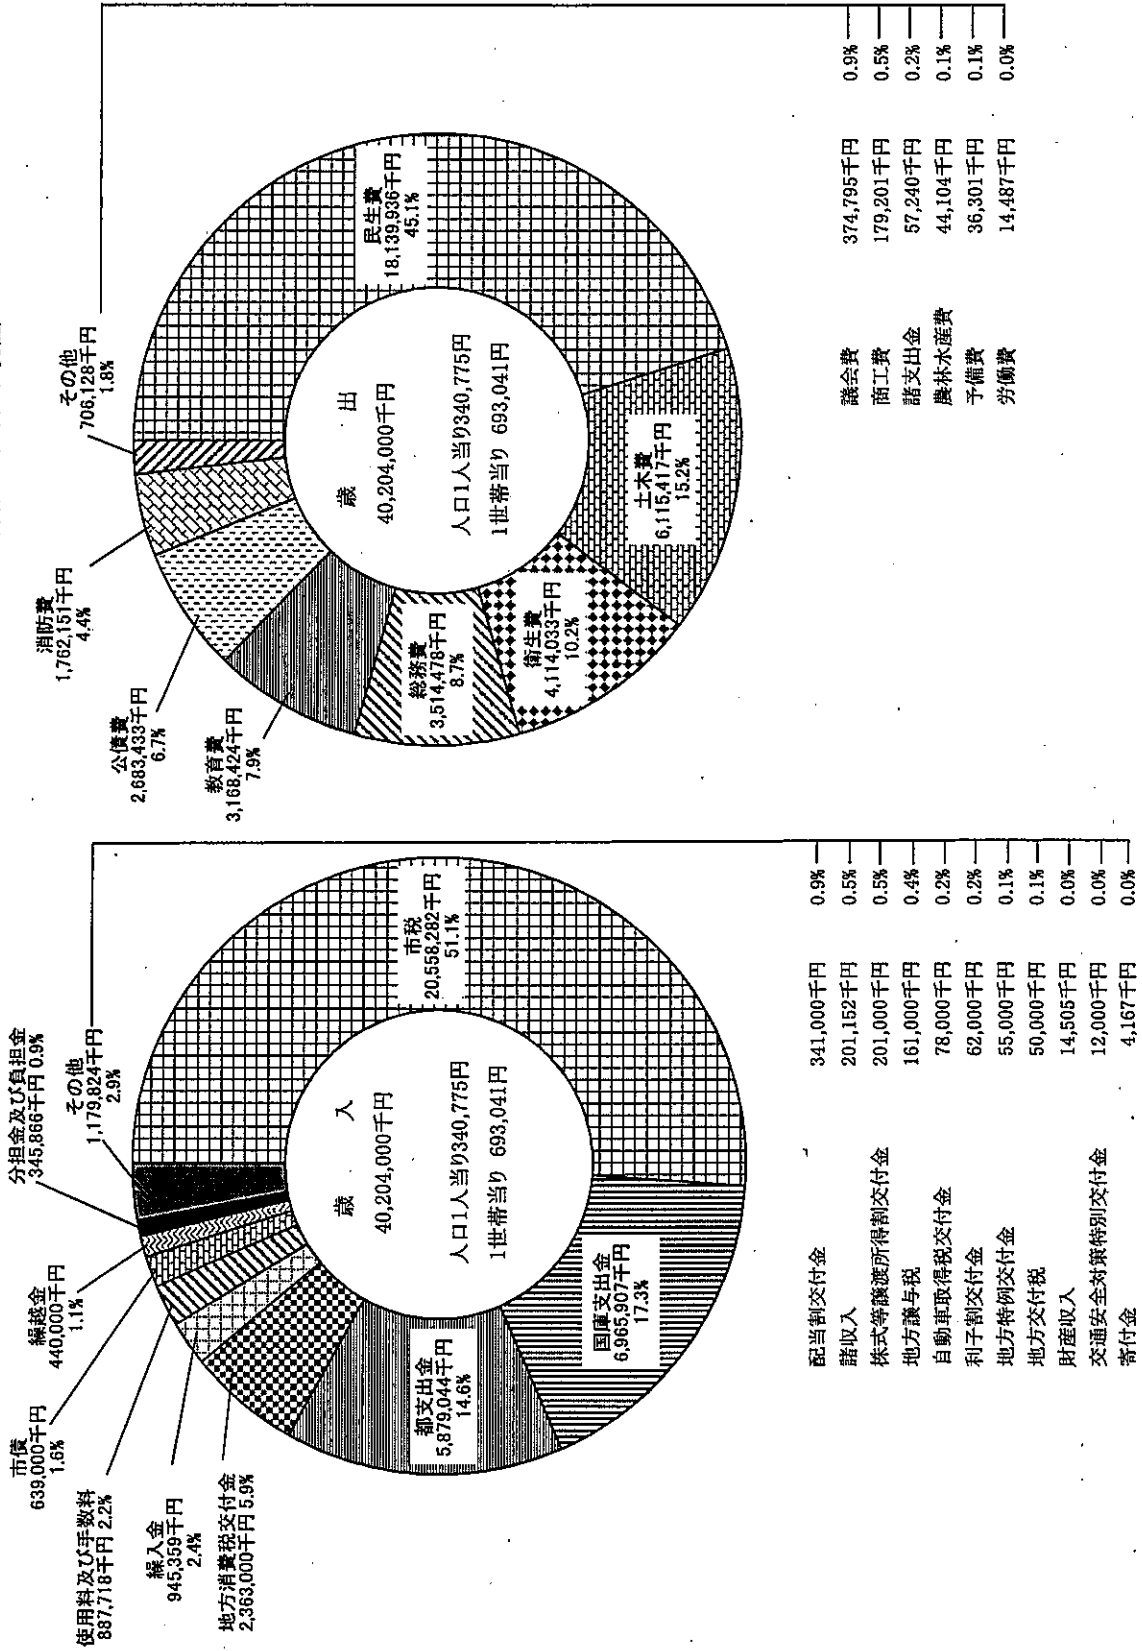 歳　入
40,204,000千円
人口1人当り340,775円
1世帯当り 693,041円
市税
20,558,282千円
51.1%
国庫支出金
6,965,907千円
17.3%
都支出金
5,879,044千円
14.6%
地方消費税交付金
2,363,000千円 5.9%
繰入金
945,359千円
2.4%
使用料及び手数料
887,718千円 2.2%
市債
639,000千円
1.6%
繰越金
440,000千円
1.1%
分担金及び負担金
345,866千円 0.9%
その他
1,179,824千円
2.9%
配当割交付金 341,000千円 0.9%
諸収入 201,152千円 0.5%
株式等譲渡所得割交付金 201,000千円 0.5%
地方譲与税 161,000千円 0.4%
自動車取得税交付金 78,000千円 0.2%
利子割交付金 62,000千円 0.2%
地方特例交付金 55,000千円 0.1%
地方交付税 50,000千円 0.1%
財産収入 14,505千円 0.0%
交通安全対策特別交付金 12,000千円 0.0%
寄付金 4,167千円 0.0%
歳　出
40,204,000千円
人口1人当り340,775円
1世帯当り 693,041円
民生費
18,139,936千円
45.1%
土木費
6,115,417千円
15.2%
衛生費
4,114,033千円
10.2%
総務費
3,514,478千円
8.7%
教育費
3,168,424千円
7.9%
公債費
2,683,433千円
6.7%
消防費
1,762,151千円
4.4%
その他
706,128千円
1.8%
議会費 374,795千円 0.9%
商工費 179,201千円 0.5%
諸支出金 57,240千円 0.2%
農林水産費 44,104千円 0.1%
予備費 36,301千円 0.1%
労働費 14,487千円 0.0%